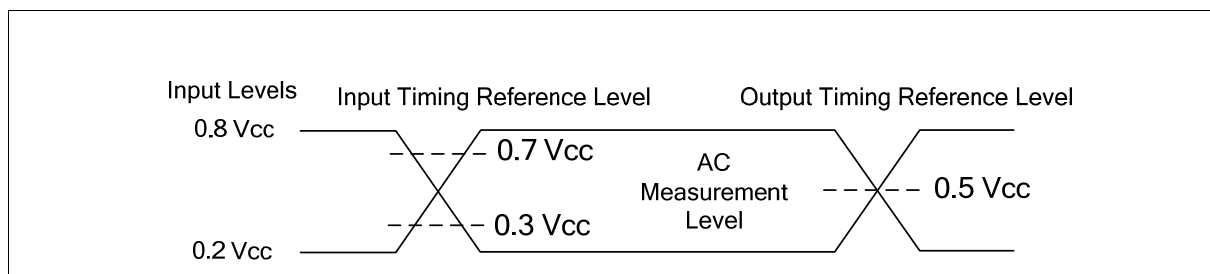 Input Levels
Input Timing Reference Level
Output Timing Reference Level
0.8 Vcc
0.7 Vcc
AC
Measurement
Level
0.5 Vcc
0.3 Vcc
0.2 Vcc